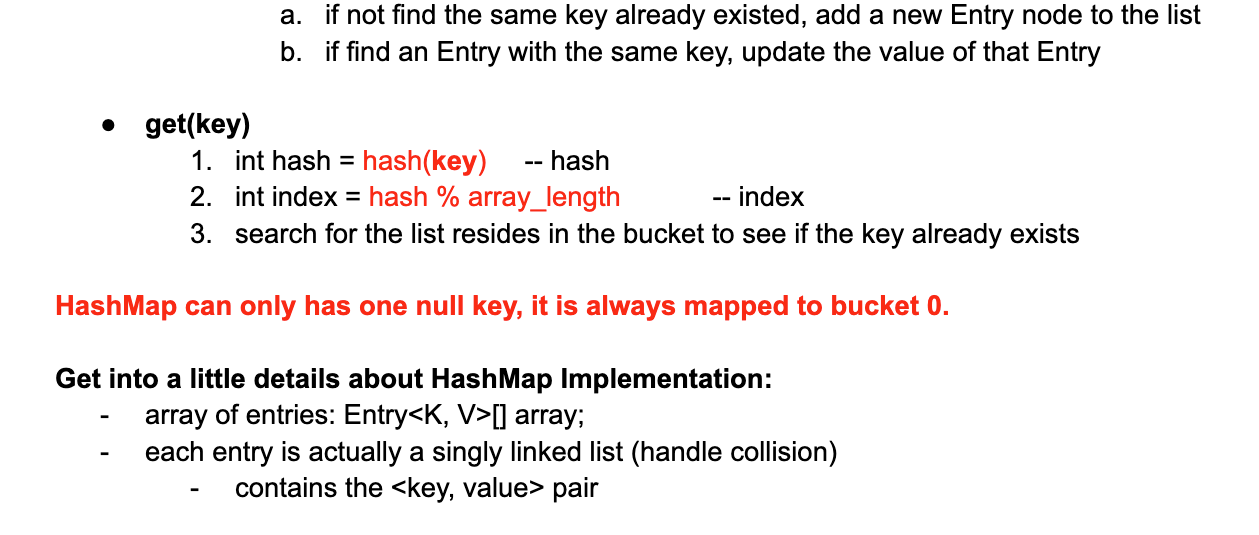 a. if not find the same key already existed, add a new Entry node to the list
b. if find an Entry with the same key, update the value of that Entry
● get(key)
1. int hash = hash(key) -- hash
2. int index = hash % array_length -- index
3. search for the list resides in the bucket to see if the key already exists
HashMap can only has one null key, it is always mapped to bucket 0.
Get into a little details about HashMap Implementation:
- array of entries: Entry<K, V>[] array;
- each entry is actually a singly linked list (handle collision)
- contains the <key, value> pair